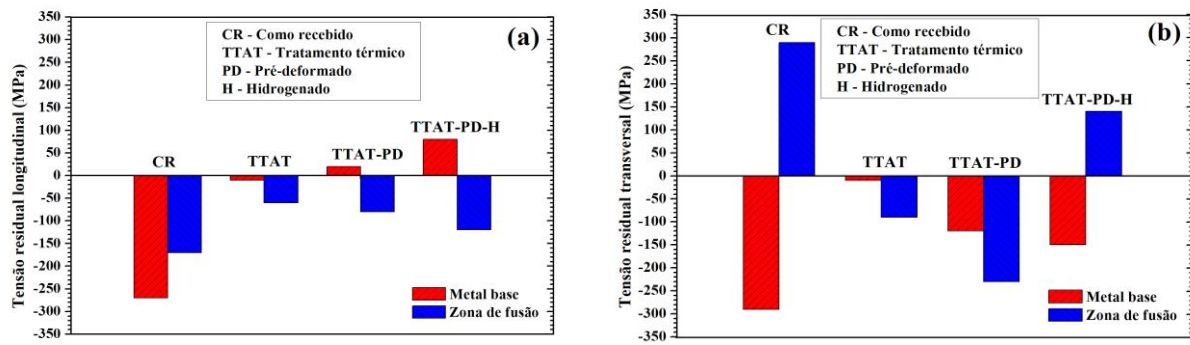 (a)
CR - Como recebido
TTAT - Tratamento térmico
PD - Pré-deformado
H - Hidrogenado
Tensão residual longitudinal (MPa)
350
300
250
200
150
100
50
0
-50
-100
-150
-200
-250
-300
-350
CR
TTAT
TTAT-PD
TTAT-PD-H
Metal base
Zona de fusão
(b)
CR - Como recebido
TTAT - Tratamento térmico
PD - Pré-deformado
H - Hidrogenado
Tensão residual transversal (MPa)
350
300
250
200
150
100
50
0
-50
-100
-150
-200
-250
-300
-350
CR
TTAT
TTAT-PD
TTAT-PD-H
Metal base
Zona de fusão